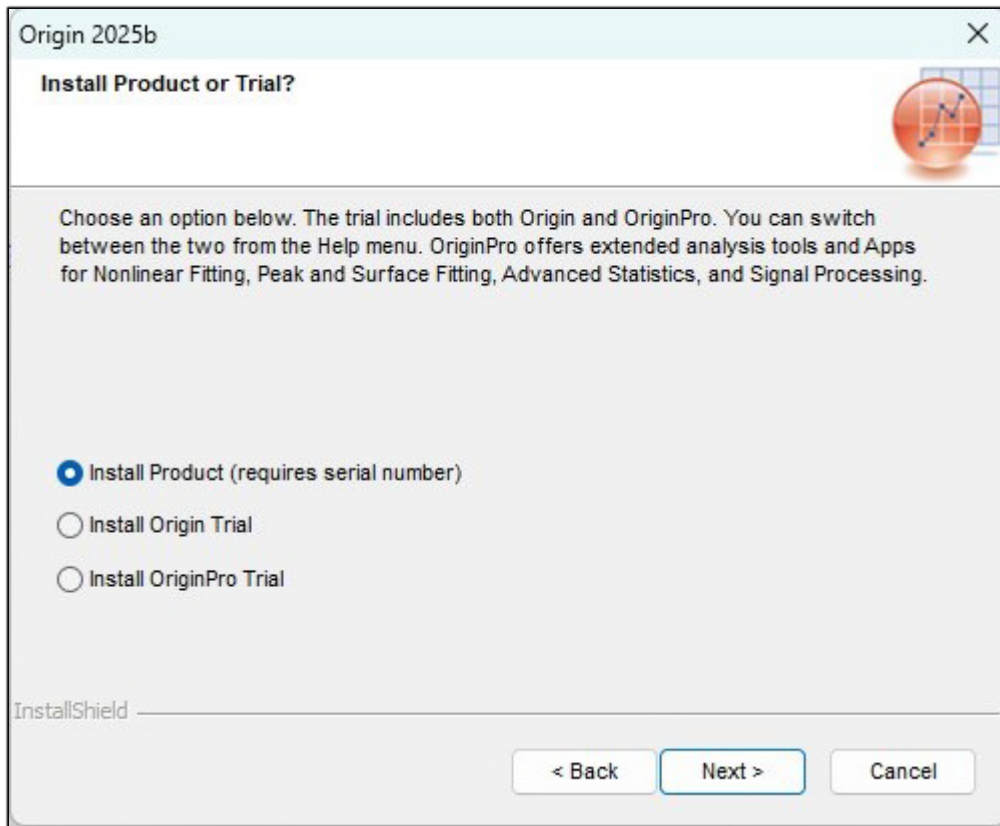 Origin 2025b
Install Product or Trial?
Choose an option below. The trial includes both Origin and OriginPro. You can switch
between the two from the Help menu. OriginPro offers extended analysis tools and Apps
for Nonlinear Fitting, Peak and Surface Fitting, Advanced Statistics, and Signal Processing.
Install Product (requires serial number)
Install Origin Trial
Install OriginPro Trial
InstallShield
< Back Next > Cancel